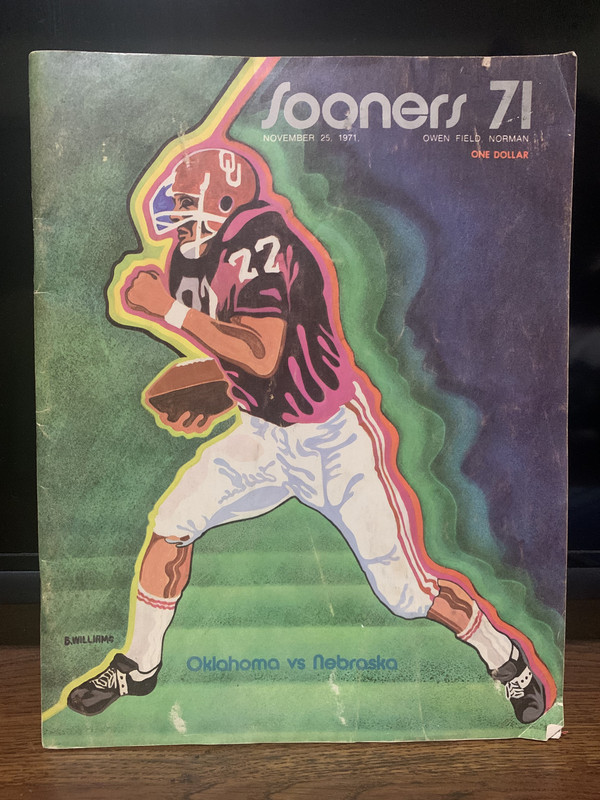 Sooners 71
NOVEMBER 25, 1971, OWEN FIELD, NORMAN
ONE DOLLAR
OU
22
B.WILLIAMS
Oklahoma vs Nebraska